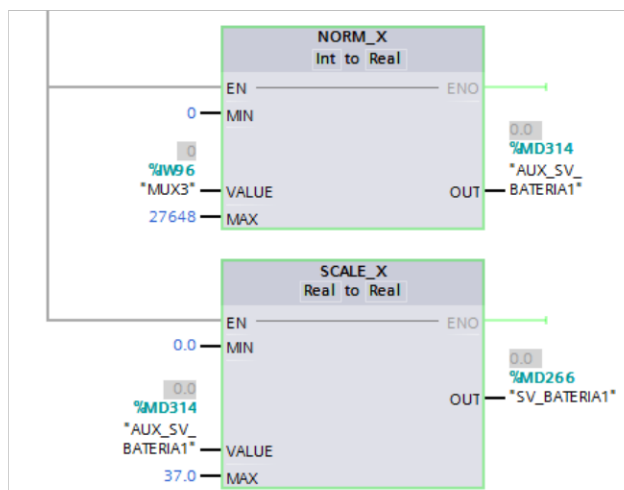 NORM_X
Int to Real
EN
ENO
0
MIN
0.0
%MD314
0
%IW96
"AUX_SV_
"MUX3"
VALUE
OUT
BATERIA1"
27648
MAX
SCALE_X
Real to Real
EN
ENO
0.0
MIN
0.0
%MD266
0.0
OUT
"SV_BATERIA1"
%MD314
"AUX_SV_
BATERIA1"
VALUE
37.0
MAX